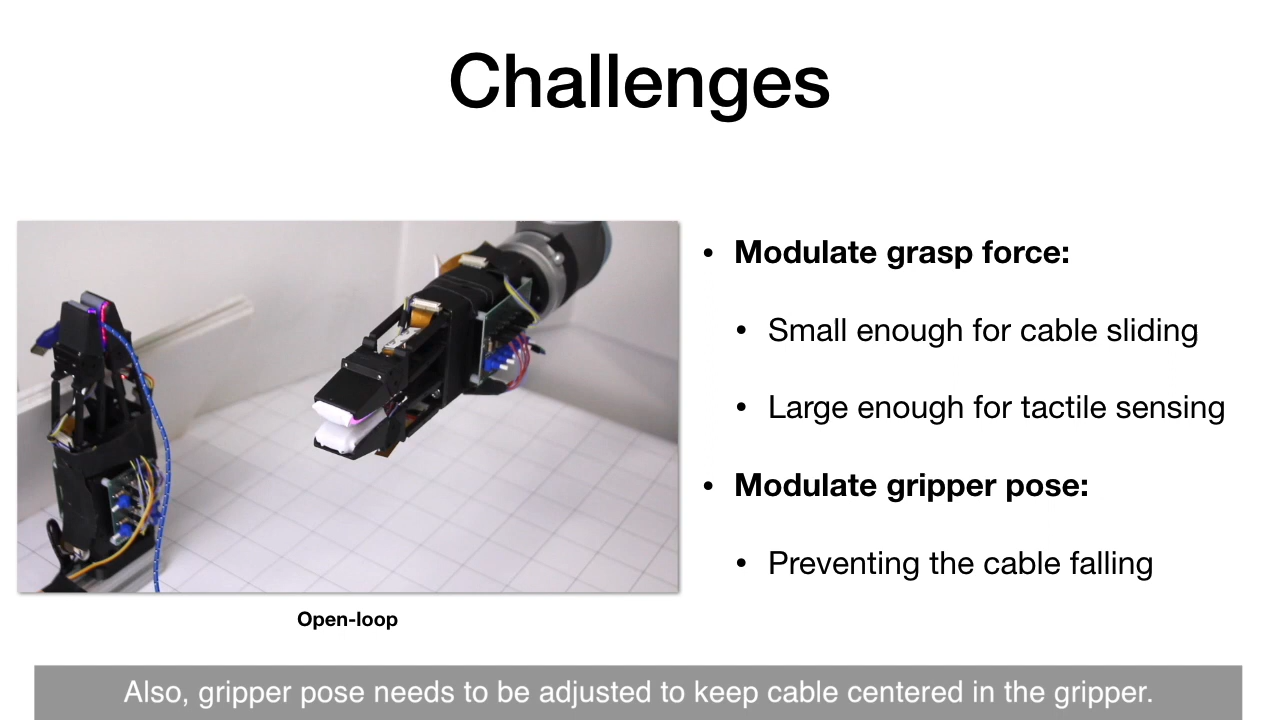 Challenges
• Modulate grasp force:
• Small enough for cable sliding
• Large enough for tactile sensing
• Modulate gripper pose:
• Preventing the cable falling
Open-loop
Also, gripper pose needs to be adjusted to keep cable centered in the gripper.